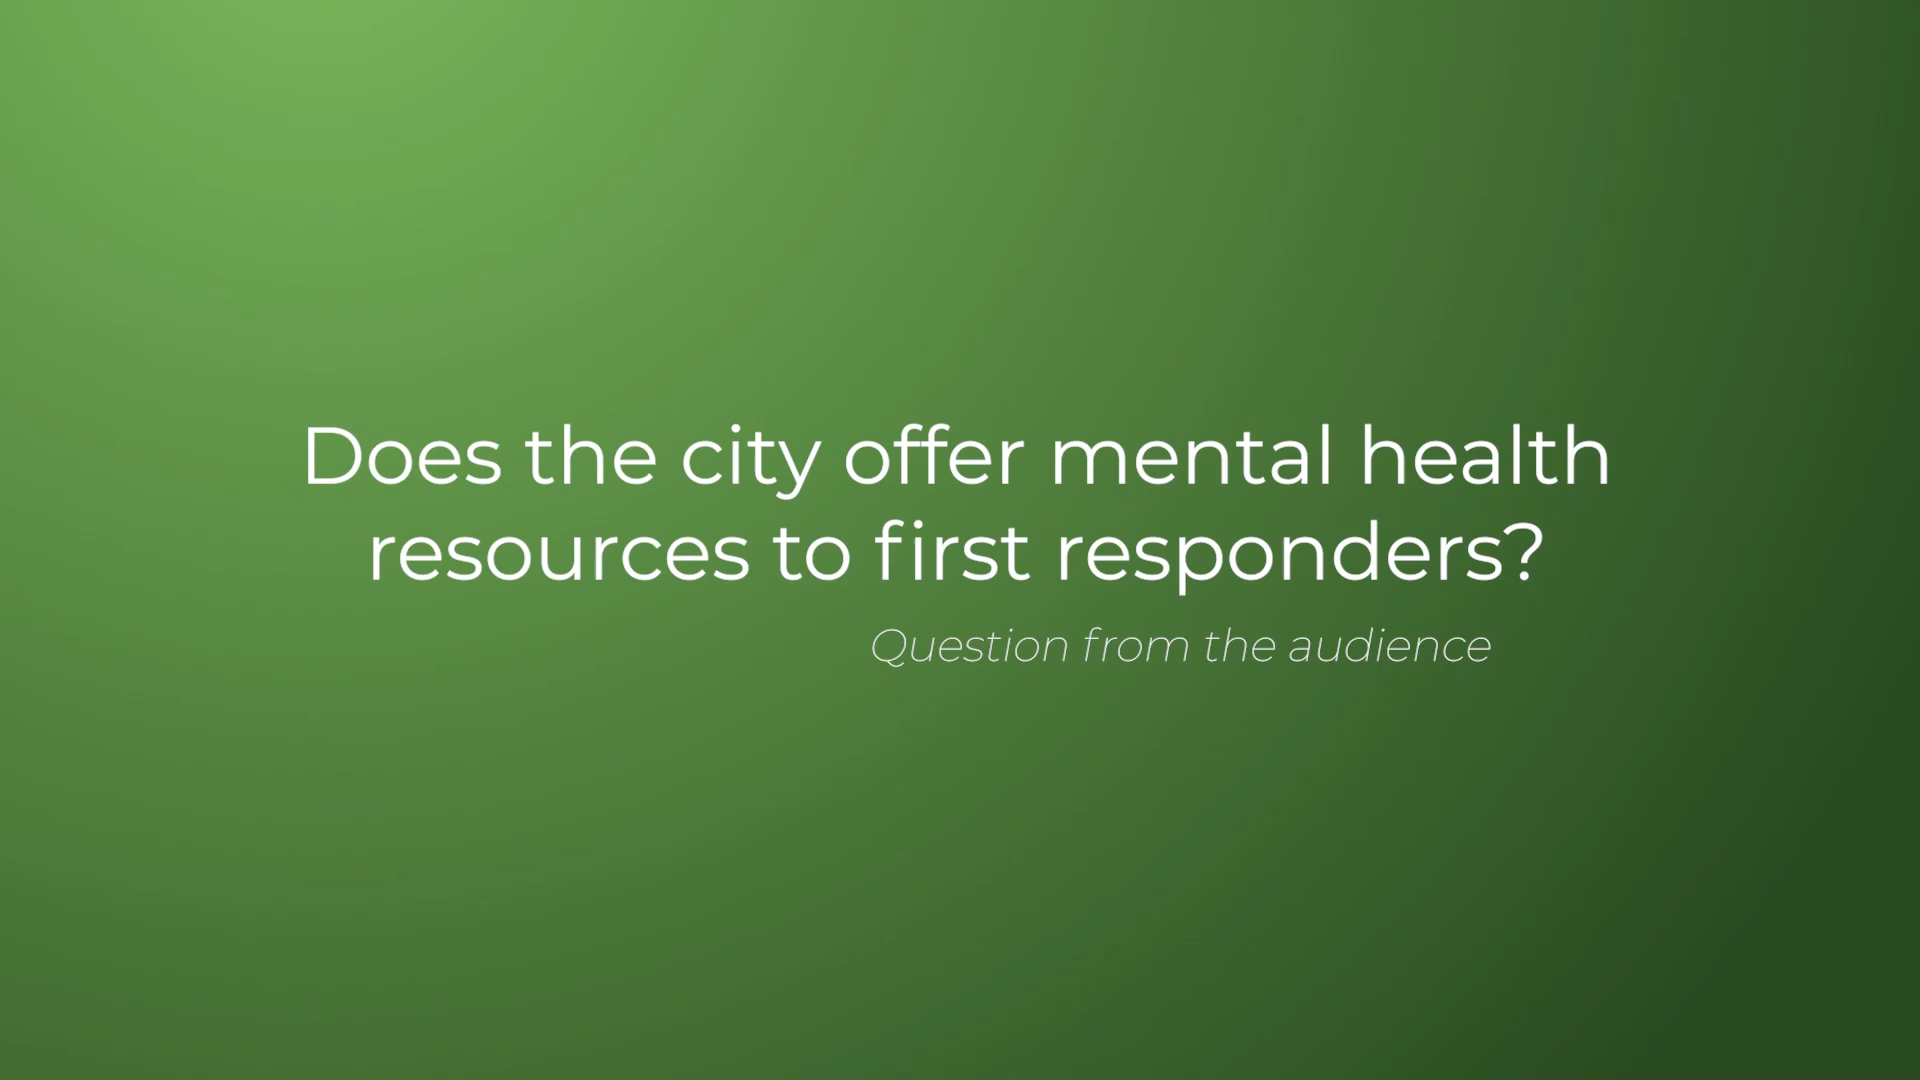 Does the city offer mental health
resources to first responders?
Question from the audience